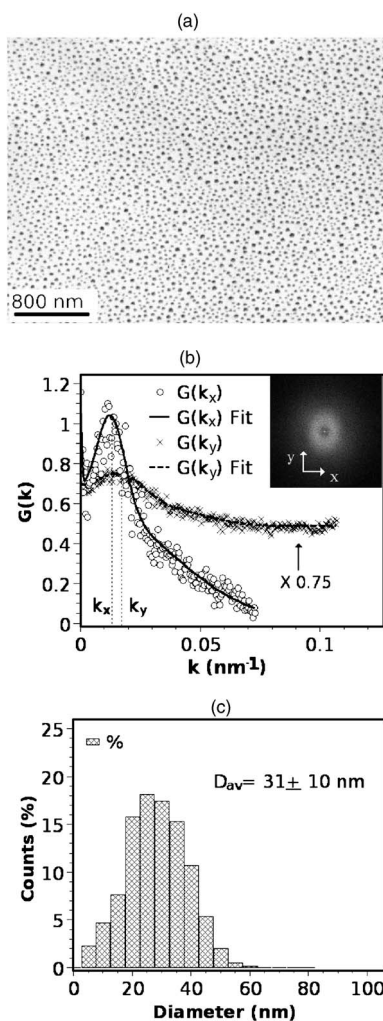 (a)
800 nm
(b)
1.2
1
0.8
0.6
0.4
0.2
0
G(k)
G(kx)
G(kx) Fit
G(ky)
G(ky) Fit
y
x
X 0.75
kx
ky
0
0.05
0.1
k (nm-1)
(c)
25
20
15
10
5
0
Counts (%)
%
Dav= 31± 10 nm
0
20
40
60
80
100
Diameter (nm)